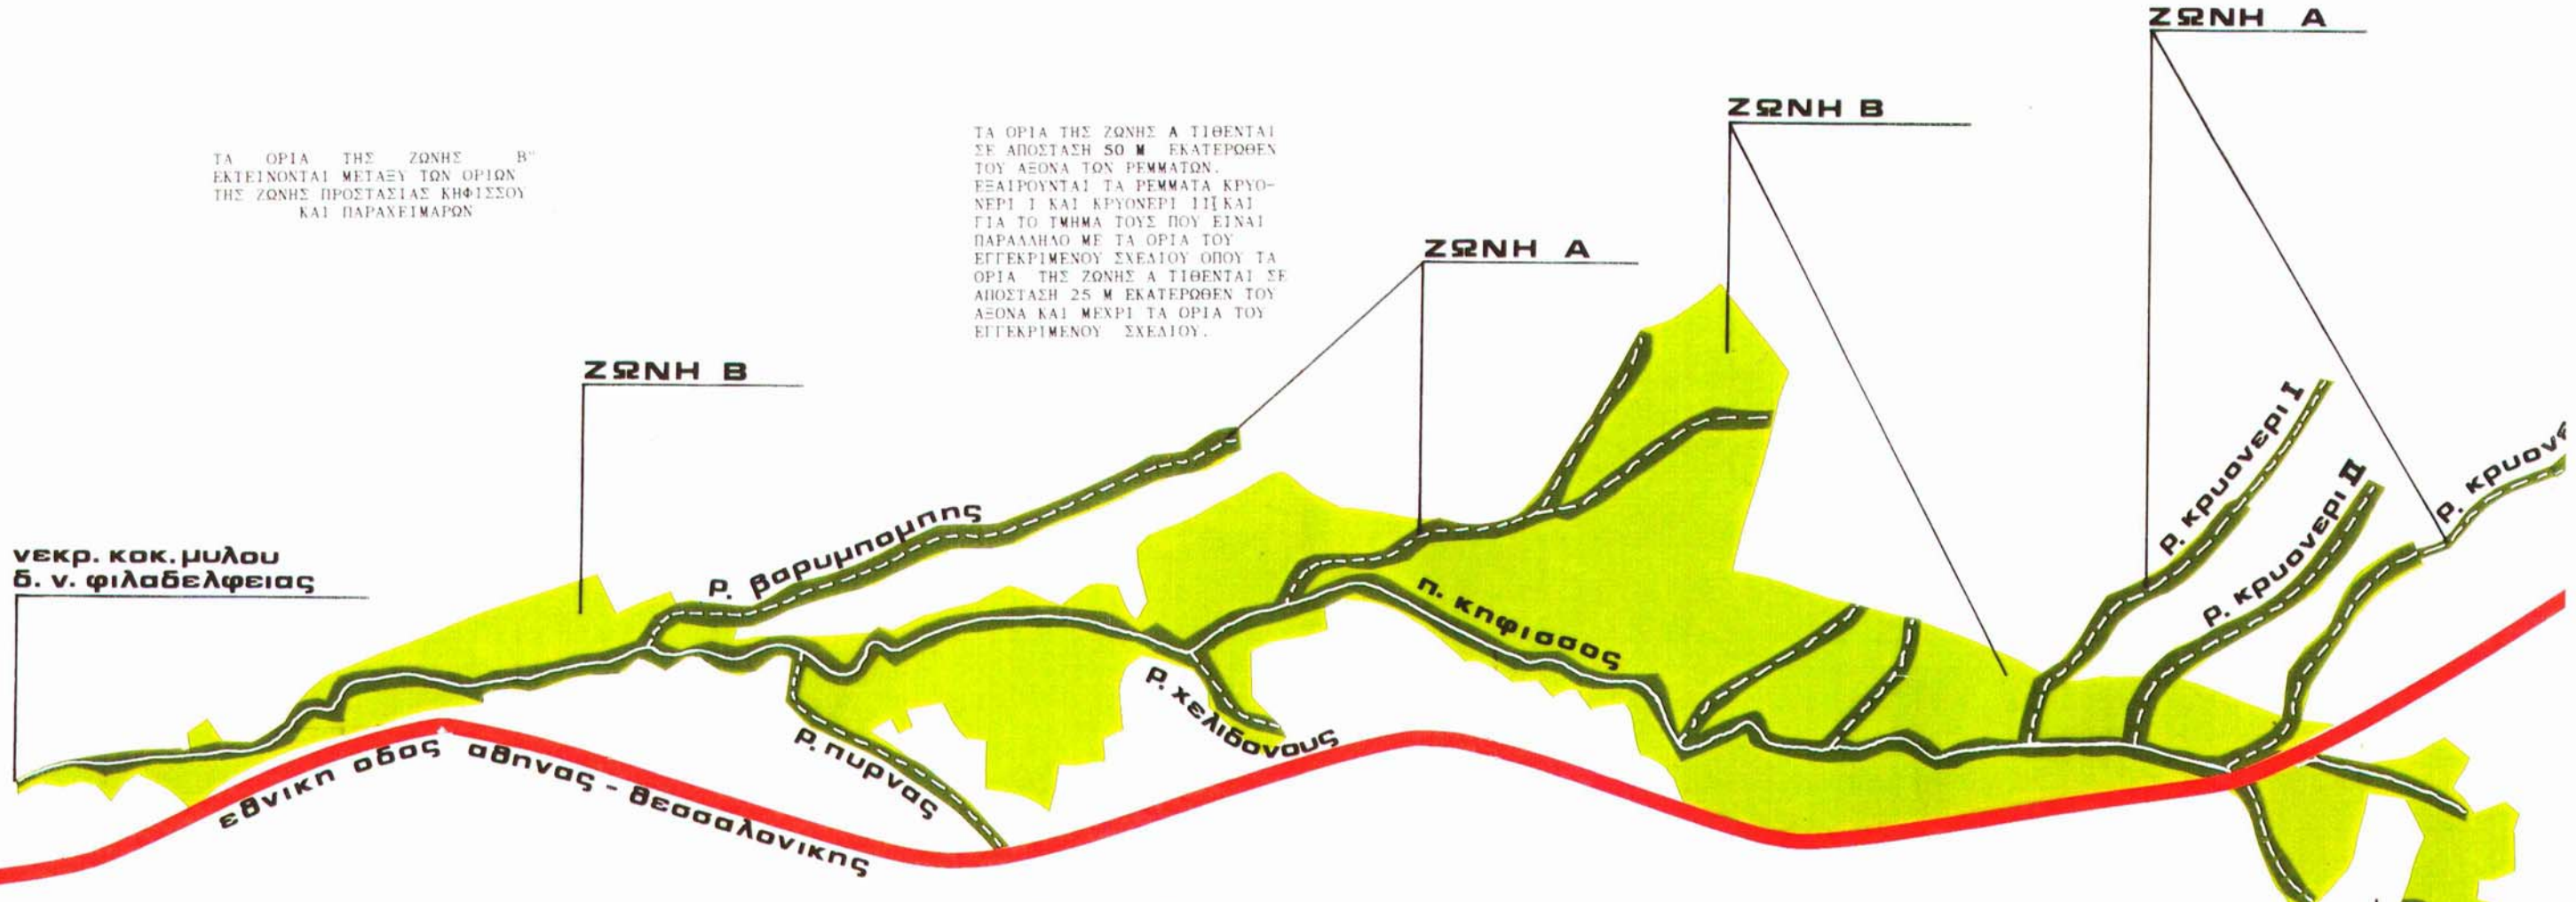 ΖΩΝΗ Α
ΖΩΝΗ Β
ΤΑ ΟΡΙΑ ΤΗΣ ΖΩΝΗΣ Β"
ΕΚΤΕΙΝΟΝΤΑΙ ΜΕΤΑΞΥ ΤΩΝ ΟΡΙΩΝ
ΤΗΣ ΖΩΝΗΣ ΠΡΟΣΤΑΣΙΑΣ ΚΗΦΙΣΣΟΥ
ΚΑΙ ΠΑΡΑΧΕΙΜΑΡΩΝ
ΤΑ ΟΡΙΑ ΤΗΣ ΖΩΝΗΣ Α ΤΙΘΕΝΤΑΙ
ΣΕ ΑΠΟΣΤΑΣΗ 50 Μ ΕΚΑΤΕΡΩΘΕΝ
ΤΟΥ ΑΞΟΝΑ ΤΩΝ ΡΕΜΜΑΤΩΝ.
ΕΞΑΙΡΟΥΝΤΑΙ ΤΑ ΡΕΜΜΑΤΑ ΚΡΥΟ-
ΝΕΡΙ Ι ΚΑΙ ΚΡΥΟΝΕΡΙ ΙΙΙ ΚΑΙ
ΓΙΑ ΤΟ ΤΜΗΜΑ ΤΟΥΣ ΠΟΥ ΕΙΝΑΙ
ΠΑΡΑΛΛΗΛΟ ΜΕ ΤΑ ΟΡΙΑ ΤΟΥ
ΕΓΓΕΚΡΙΜΕΝΟΥ ΣΧΕΔΙΟΥ ΟΠΟΥ ΤΑ
ΟΡΙΑ ΤΗΣ ΖΩΝΗΣ Α ΤΙΘΕΝΤΑΙ ΣΕ
ΑΠΟΣΤΑΣΗ 25 Μ ΕΚΑΤΕΡΩΘΕΝ ΤΟΥ
ΑΞΟΝΑ ΚΑΙ ΜΕΧΡΙ ΤΑ ΟΡΙΑ ΤΟΥ
ΕΓΓΕΚΡΙΜΕΝΟΥ ΣΧΕΔΙΟΥ.
ΖΩΝΗ Α
ΖΩΝΗ Β
νεκρ. κοκ. μυλου
δ. ν. φιλαδελφειας
ρ. βαρυμπομπης
ρ. κρυονερι Ι
ρ. κρυονερι ΙΙ
ρ. κρυονε
π. κηφισσος
ρ. χελιδονους
ρ. πυρνας
εθνικη οδος αθηνας - θεσσαλονικης